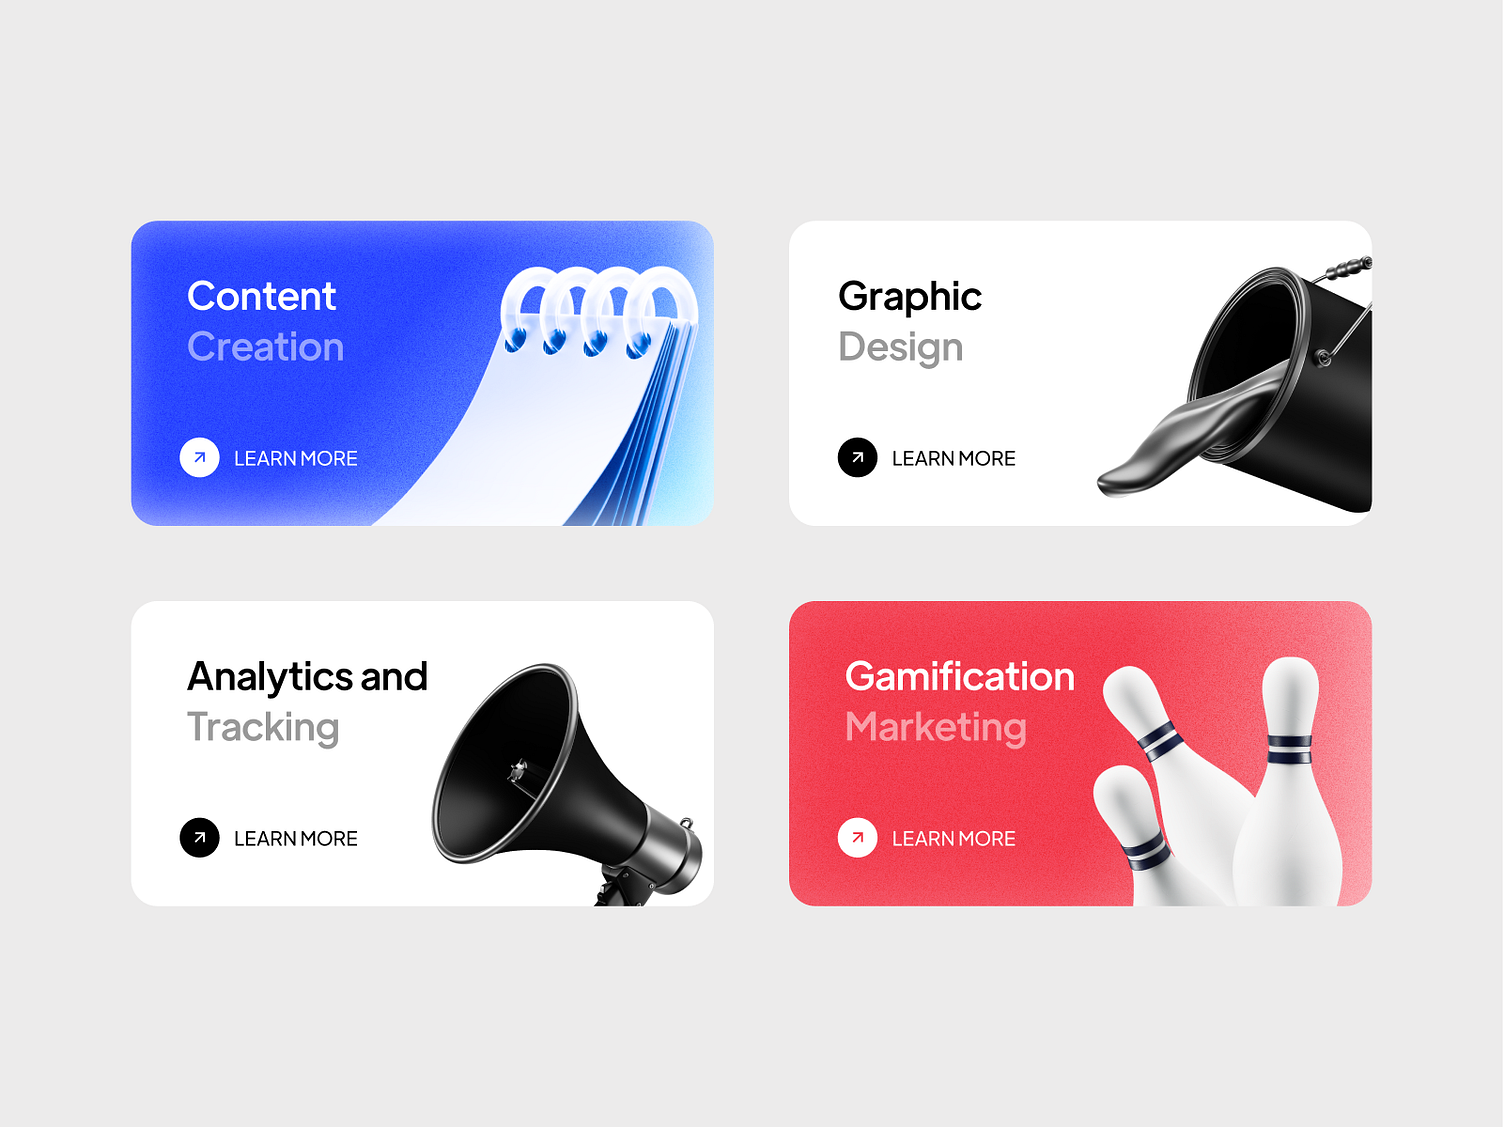 Content
Creation
LEARN MORE
Graphic
Design
LEARN MORE
Analytics and
Tracking
LEARN MORE
Gamification
Marketing
LEARN MORE